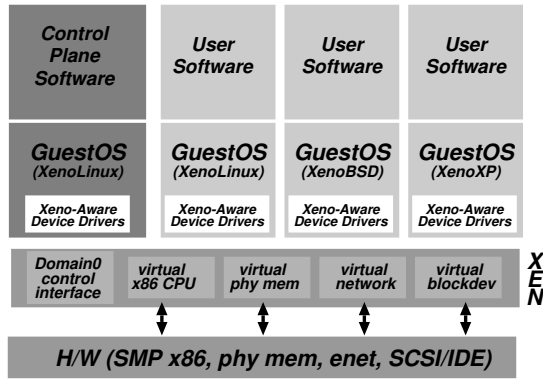 Control
Plane
Software
User
Software
User
Software
User
Software
GuestOS
(XenoLinux)
GuestOS
(XenoLinux)
GuestOS
(XenoBSD)
GuestOS
(XenoXP)
Xeno-Aware
Device Drivers
Xeno-Aware
Device Drivers
Xeno-Aware
Device Drivers
Xeno-Aware
Device Drivers
Domain0
control
interface
virtual
x86 CPU
virtual
phy mem
virtual
network
virtual
blockdev
XEN
H/W (SMP x86, phy mem, enet, SCSI/IDE)